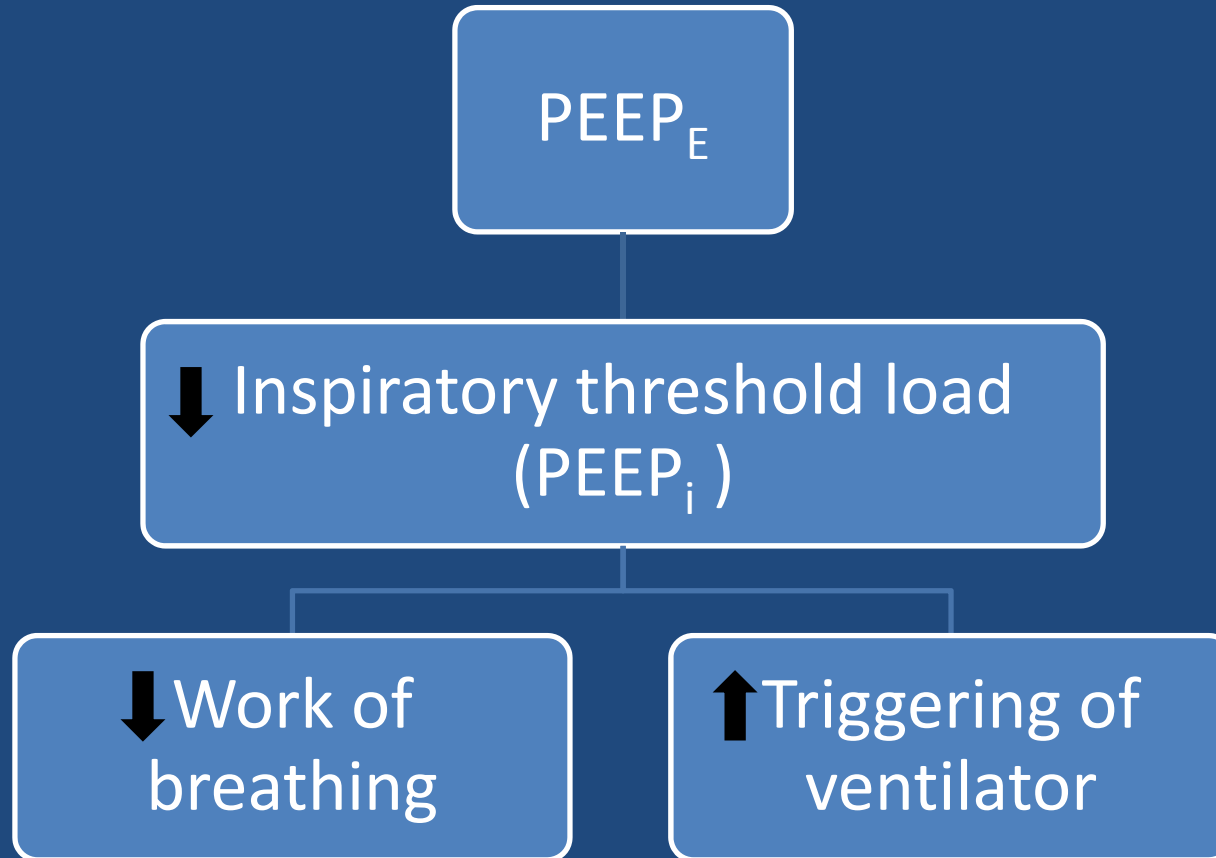 PEEPE
Inspiratory threshold load
(PEEPi )
Work of
breathing
Triggering of
ventilator